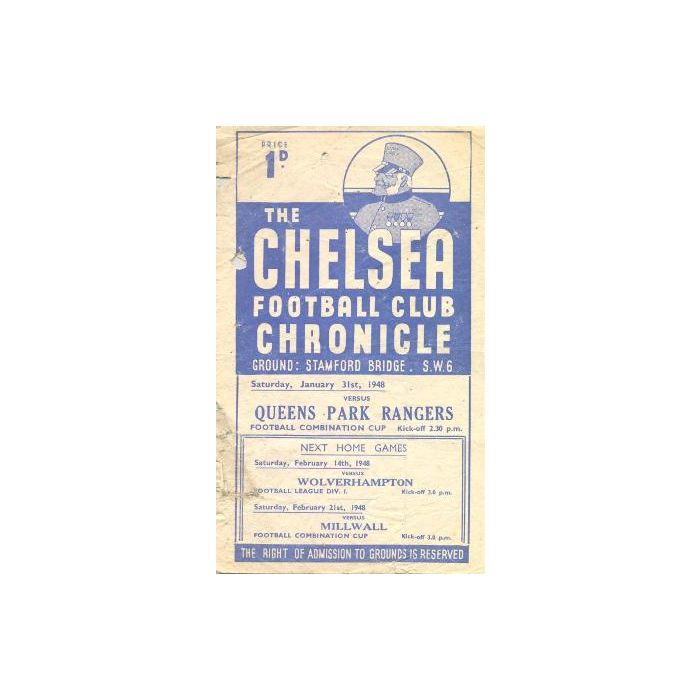 PRICE
1D.
THE
CHELSEA
FOOTBALL CLUB
CHRONICLE
GROUND: STAMFORD BRIDGE. S.W.6
Saturday, January 31st, 1948
VERSUS
QUEENS PARK RANGERS
FOOTBALL COMBINATION CUP Kick-off 2.30 p.m.
NEXT HOME GAMES
Saturday, February 14th, 1948
VERSUS
WOLVERHAMPTON
FOOTBALL LEAGUE DIV. I. Kick-off 3.0 p.m.
Saturday, February 21st, 1948
VERSUS
MILLWALL
FOOTBALL COMBINATION CUP Kick-off 3.0 p.m.
THE RIGHT OF ADMISSION TO GROUNDS IS RESERVED